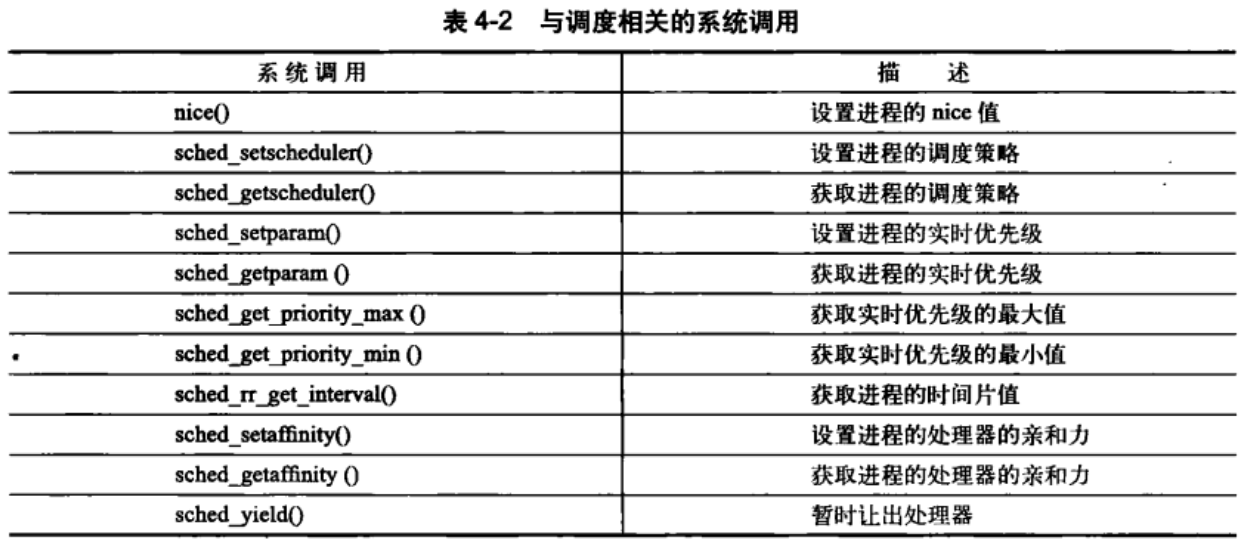 表 4-2 与调度相关的系统调用
系统调用 描 述
nice() 设置进程的 nice 值
sched_setscheduler() 设置进程的调度策略
sched_getscheduler() 获取进程的调度策略
sched_setparam() 设置进程的实时优先级
sched_getparam () 获取进程的实时优先级
sched_get_priority_max () 获取实时优先级的最大值
sched_get_priority_min () 获取实时优先级的最小值
sched_rr_get_interval() 获取进程的时间片值
sched_setaffinity() 设置进程的处理器的亲和力
sched_getaffinity () 获取进程的处理器的亲和力
sched_yield() 暂时让出处理器